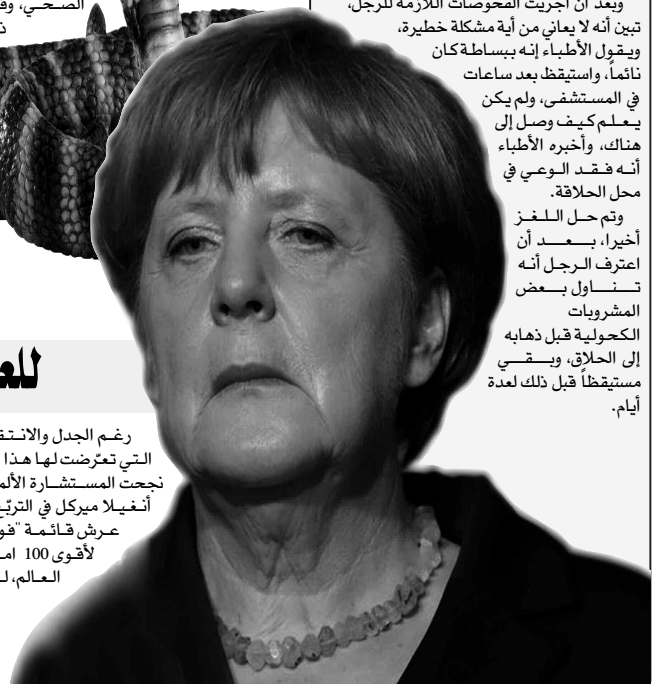 الصحي، وف
وبعد أن أجريت الفحوصات اللازمة للرجل،
تبين أنه لا يعاني من أية مشكلة خطيرة،
ويقول الأطباء إنه ببساطة كان
نائماً، واستيقظ بعد ساعات
في المستشفى، ولم يكن
يعلم كيف وصل إلى
هناك، وأخبره الأطباء
أنه فقد الوعي في
محل الحلاقة.
وتم حل اللغز
أخيرا، بعد أن
اعترف الرجل أنه
تناول بعض
المشروبات
الكحولية قبل ذهابه
إلى الحلاق، وبقي
مستيقظاً قبل ذلك لعدة
أيام.
للع
رغم الجدل والانتق
التي تعرّضت لها هذا
نجحت المستشارة الألم
أنغيلا ميركل في التربّع
عرش قائمة "فو
لأقوى 100 ام
العالم، ل